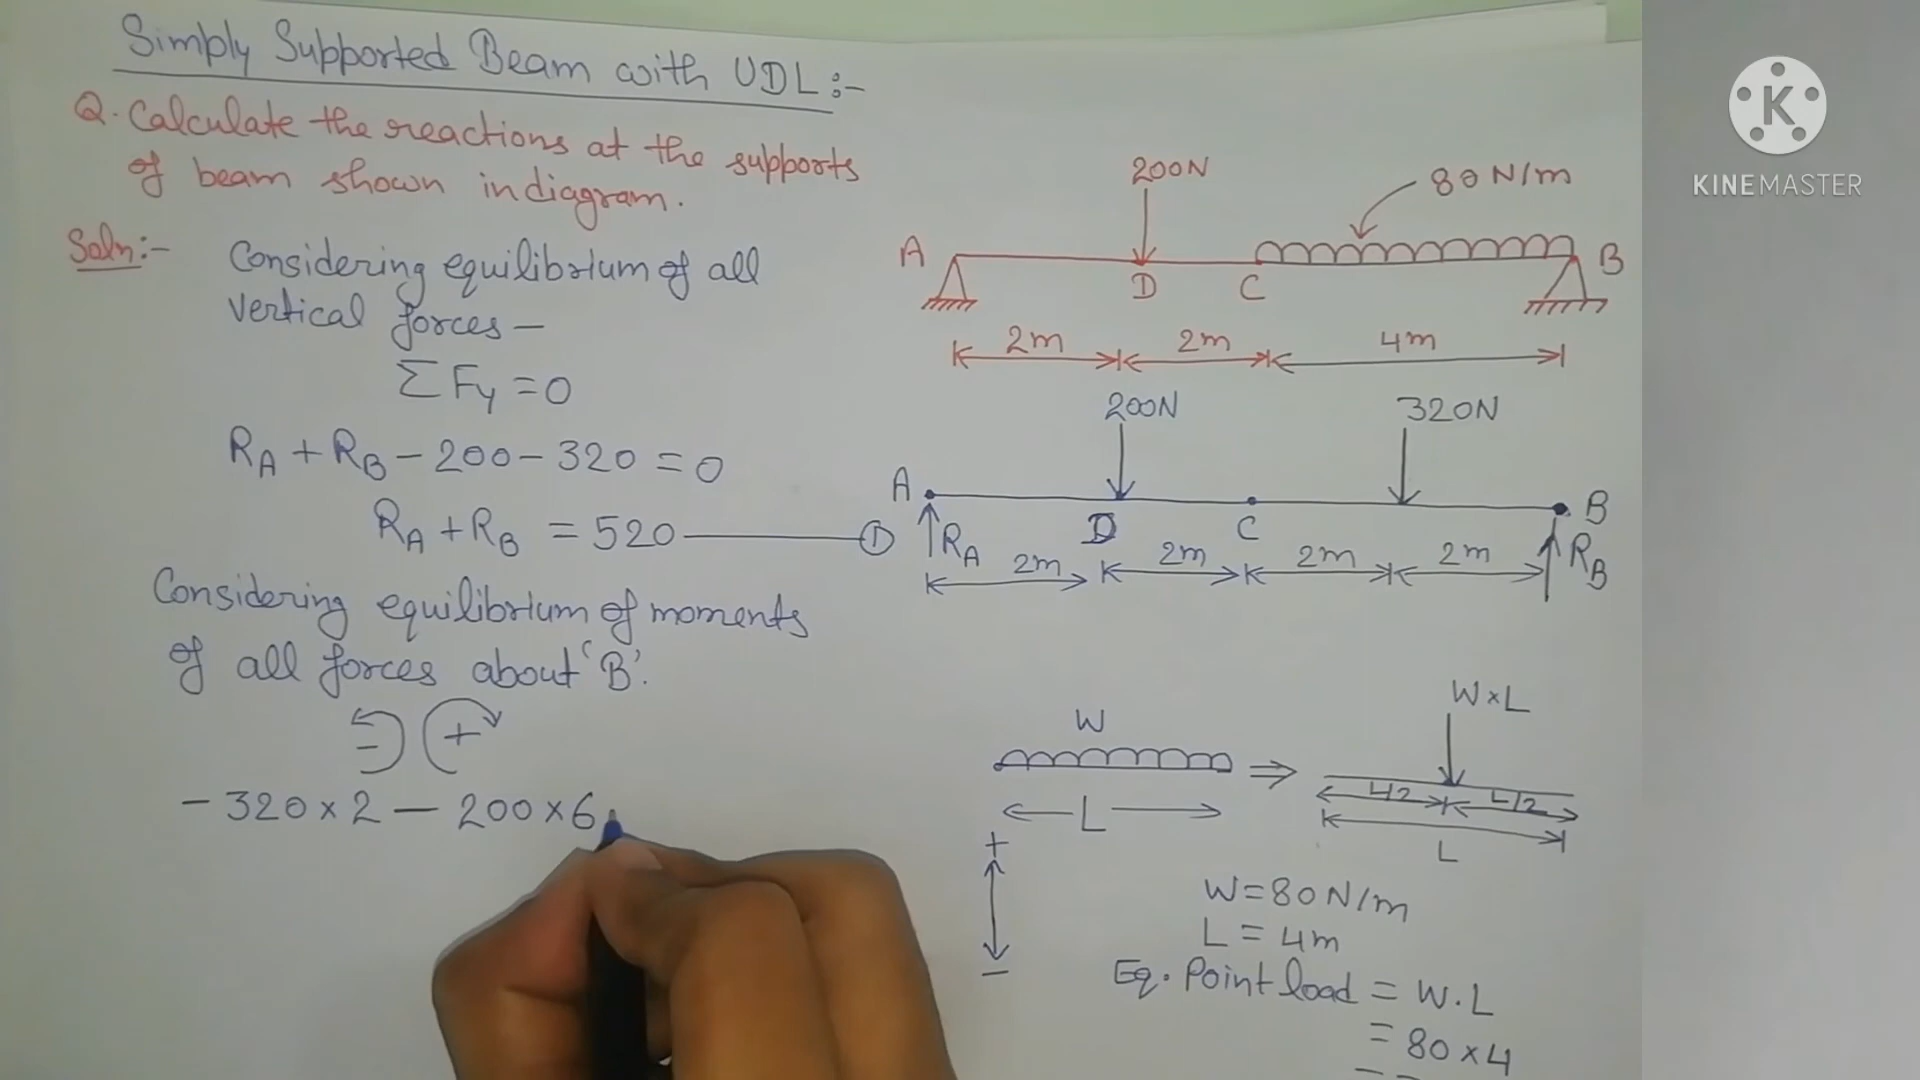 Simply Supported Beam with UDL:-
Q. Calculate the reactions at the supports
of beam shown in diagram.
Soln:- Considering equilibrium of all
vertical forces -
ΣFy = 0
RA + RB - 200 - 320 = 0
RA + RB = 520 ——— ①
Considering equilibrium of moments
of all forces about 'B'.
- +
- 320 × 2 - 200 × 6
200N 80 N/m
A D C B
2m 2m 4m
200N 320N
A D C B
RA RB
2m 2m 2m 2m
W ⇒ W×L
L L/2 L/2
L
+
-
W = 80 N/m
L = 4m
Eq. Point load = W.L
= 80 × 4
K
KINEMASTER